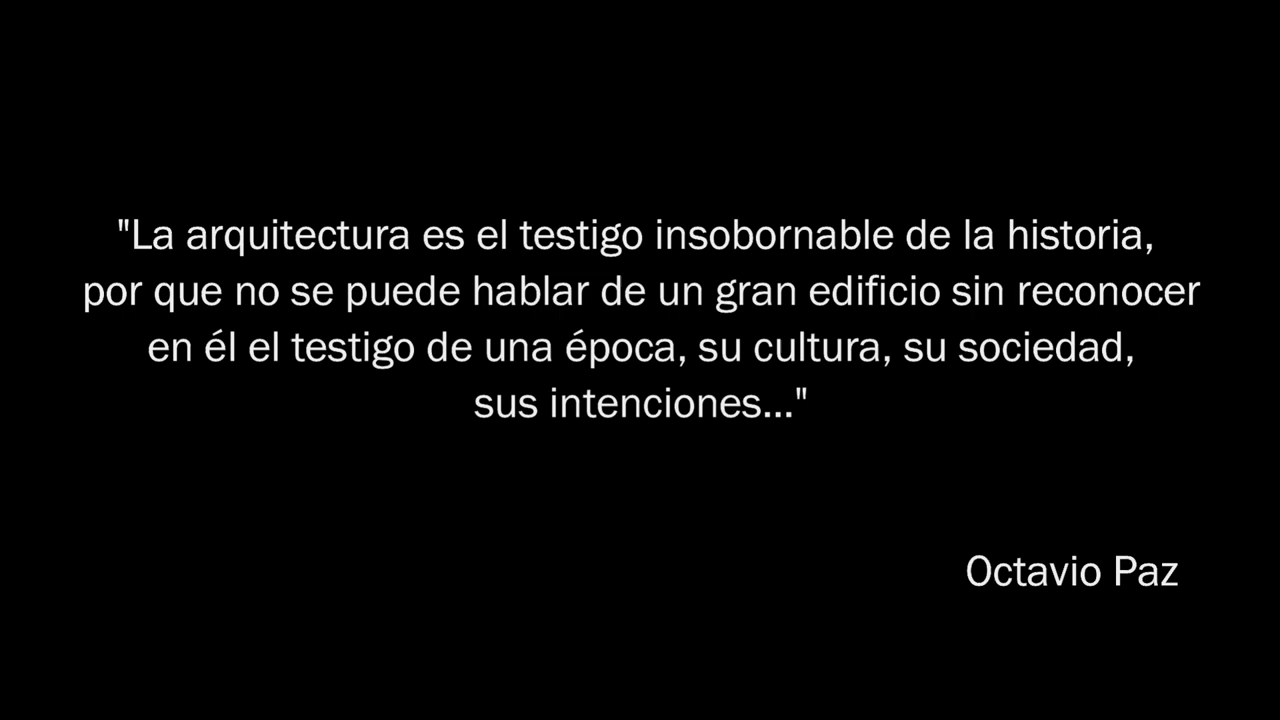 "La arquitectura es el testigo insobornable de la historia,
por que no se puede hablar de un gran edificio sin reconocer
en él el testigo de una época, su cultura, su sociedad,
sus intenciones..."
Octavio Paz